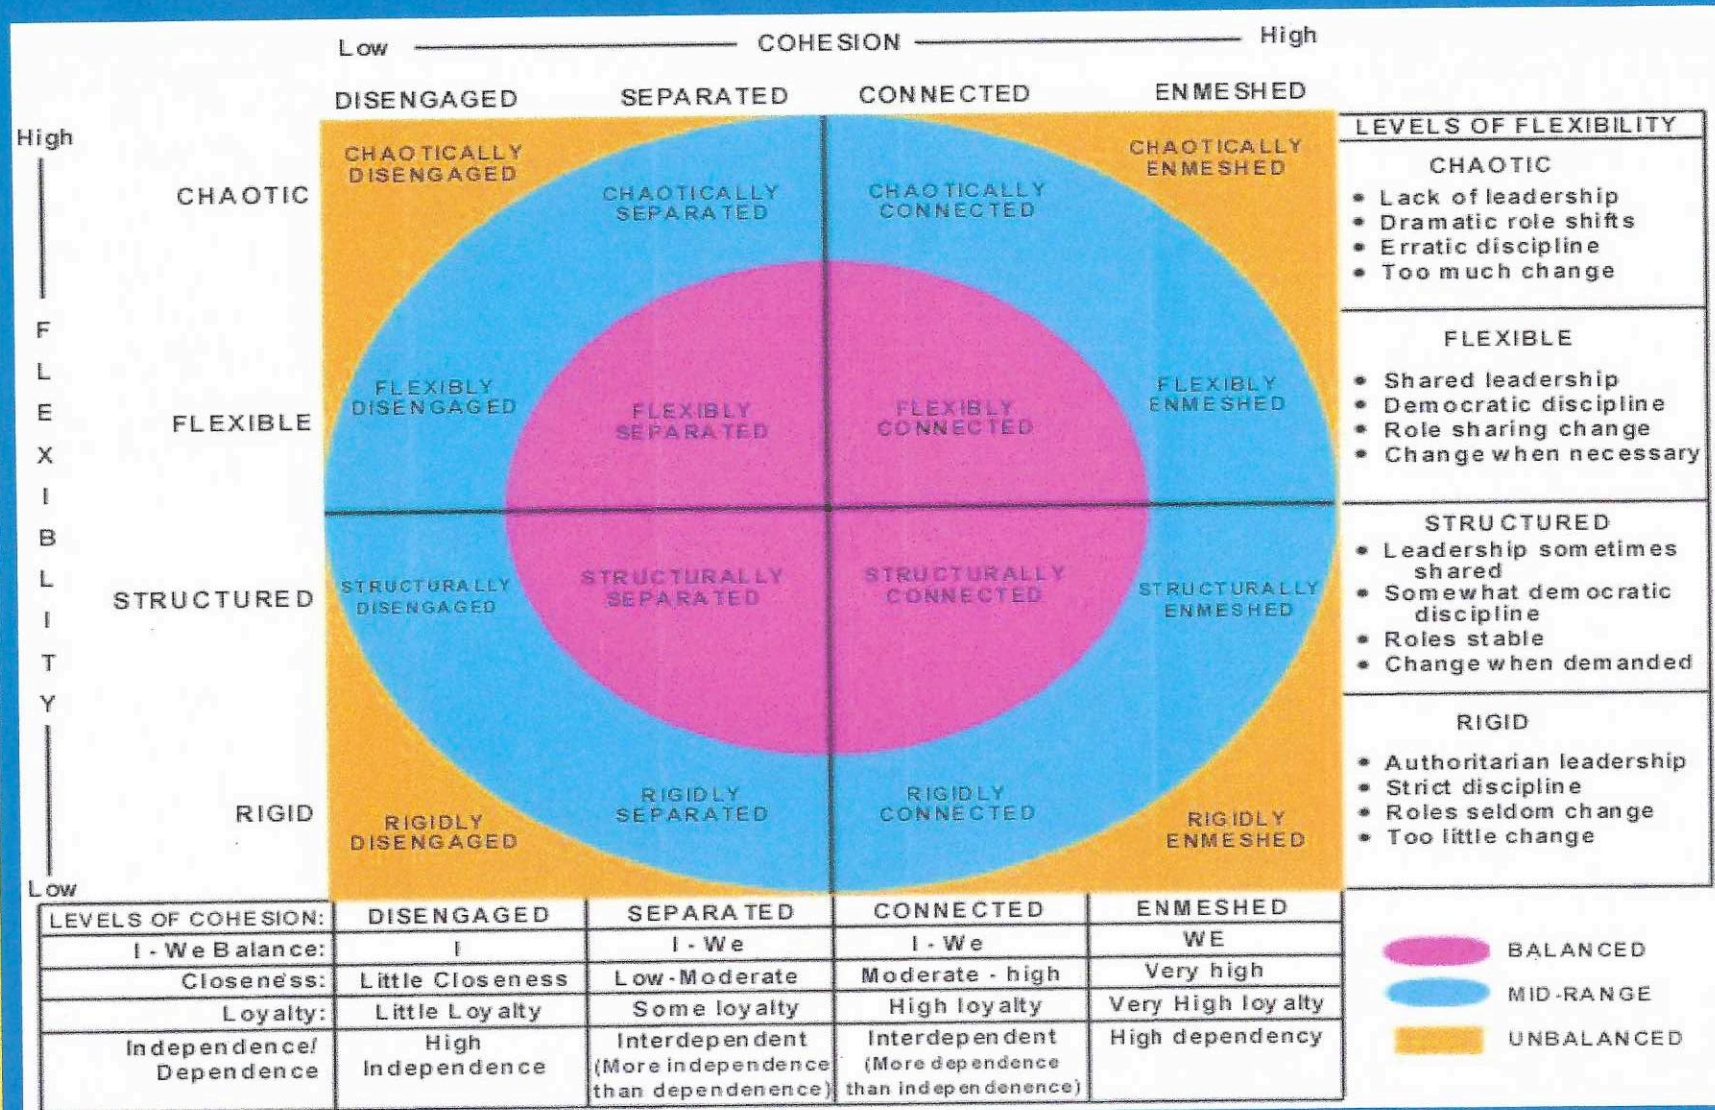 Low COHESION High
DISENGAGED SEPARATED CONNECTED ENMESHED
High
FLEXIBLITY
Low
CHAOTIC
FLEXIBLE
STRUCTURED
RIGID
CHAOTICALLY
DISENGAGED
CHAOTICALLY
SEPARATED
CHAOTICALLY
CONNECTED
CHAOTICALLY
ENMESHED
FLEXIBLY
DISENGAGED
FLEXIBLY
SEPARATED
FLEXIBLY
CONNECTED
FLEXIBLY
ENMESHED
STRUCTURALLY
DISENGAGED
STRUCTURALLY
SEPARATED
STRUCTURALLY
CONNECTED
STRUCTURALLY
ENMESHED
RIGIDLY
DISENGAGED
RIGIDLY
SEPARATED
RIGIDLY
CONNECTED
RIGIDLY
ENMESHED
LEVELS OF FLEXIBILITY
CHAOTIC
• Lack of leadership
• Dramatic role shifts
• Erratic discipline
• Too much change
FLEXIBLE
• Shared leadership
• Democratic discipline
• Role sharing change
• Change when necessary
STRUCTURED
• Leadership sometimes
shared
• Somewhat democratic
discipline
• Roles stable
• Change when demanded
RIGID
• Authoritarian leadership
• Strict discipline
• Roles seldom change
• Too little change
LEVELS OF COHESION: DISENGAGED SEPARATED CONNECTED ENMESHED
I - We Balance: I I - We I - We WE
Closeness: Little Closeness Low-Moderate Moderate - high Very high
Loyalty: Little Loyalty Some loyalty High loyalty Very High loyalty
Independence/
Dependence
High
Independence
Interdependent
(More independence
than dependenence)
Interdependent
(More dependence
than independenence)
High dependency
BALANCED
MID-RANGE
UNBALANCED